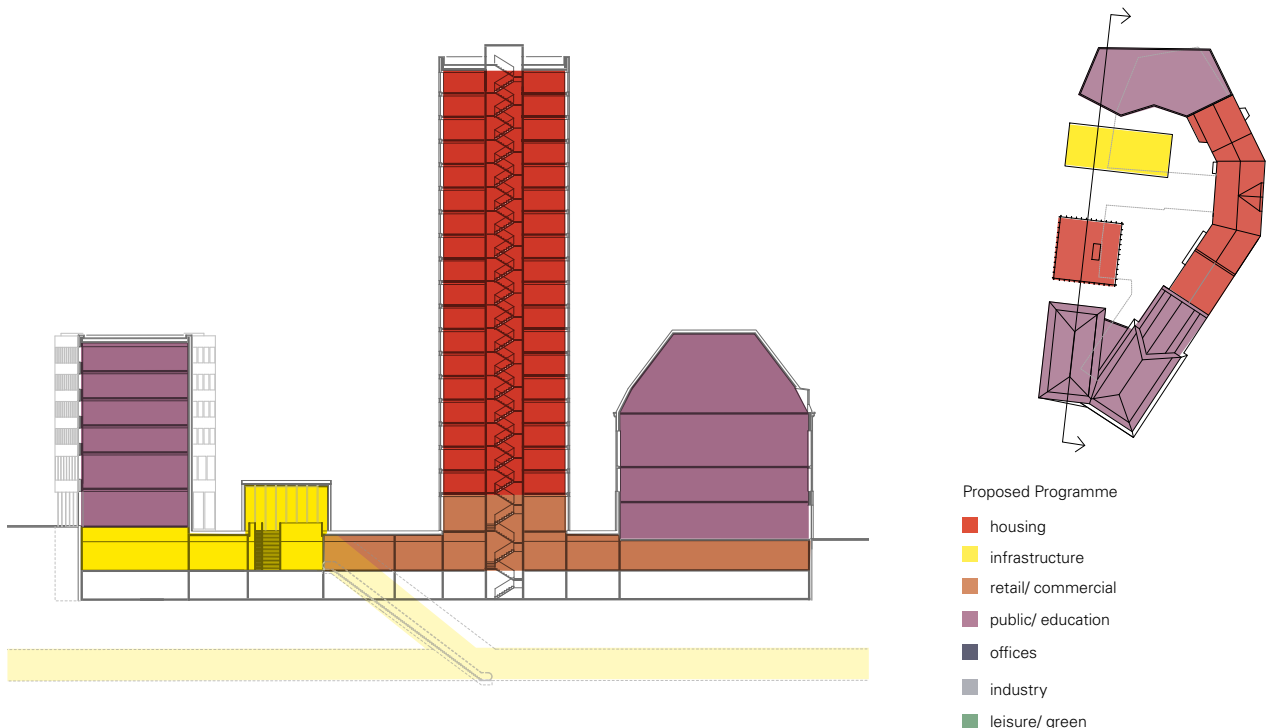 Proposed Programme
housing
infrastructure
retail/ commercial
public/ education
offices
industry
leisure/ green